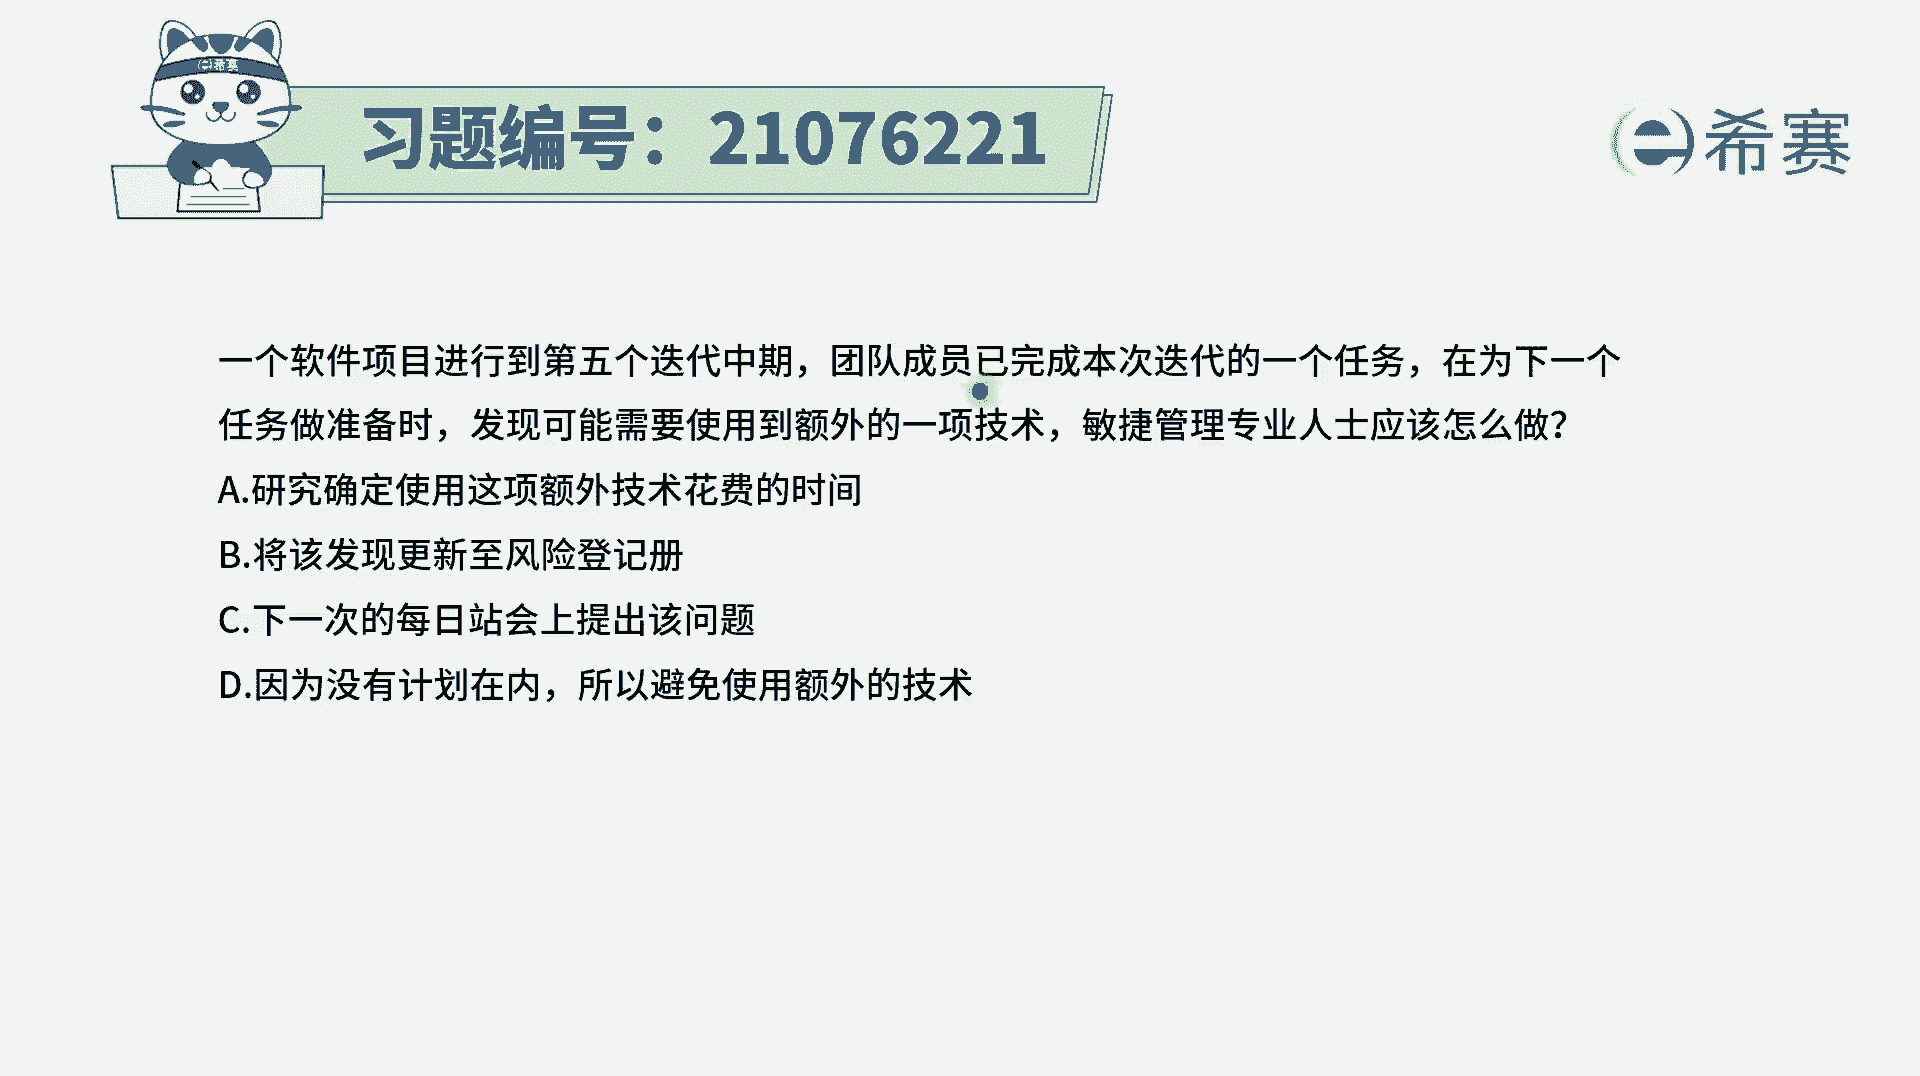 希赛
习题编号：21076221
希赛
一个软件项目进行到第五个迭代中期，团队成员已完成本次迭代的一个任务，在为下一个
任务做准备时，发现可能需要使用到额外的一项技术，敏捷管理专业人士应该怎么做？
A.研究确定使用这项额外技术花费的时间
B.将该发现更新至风险登记册
C.下一次的每日站会上提出该问题
D.因为没有计划在内，所以避免使用额外的技术